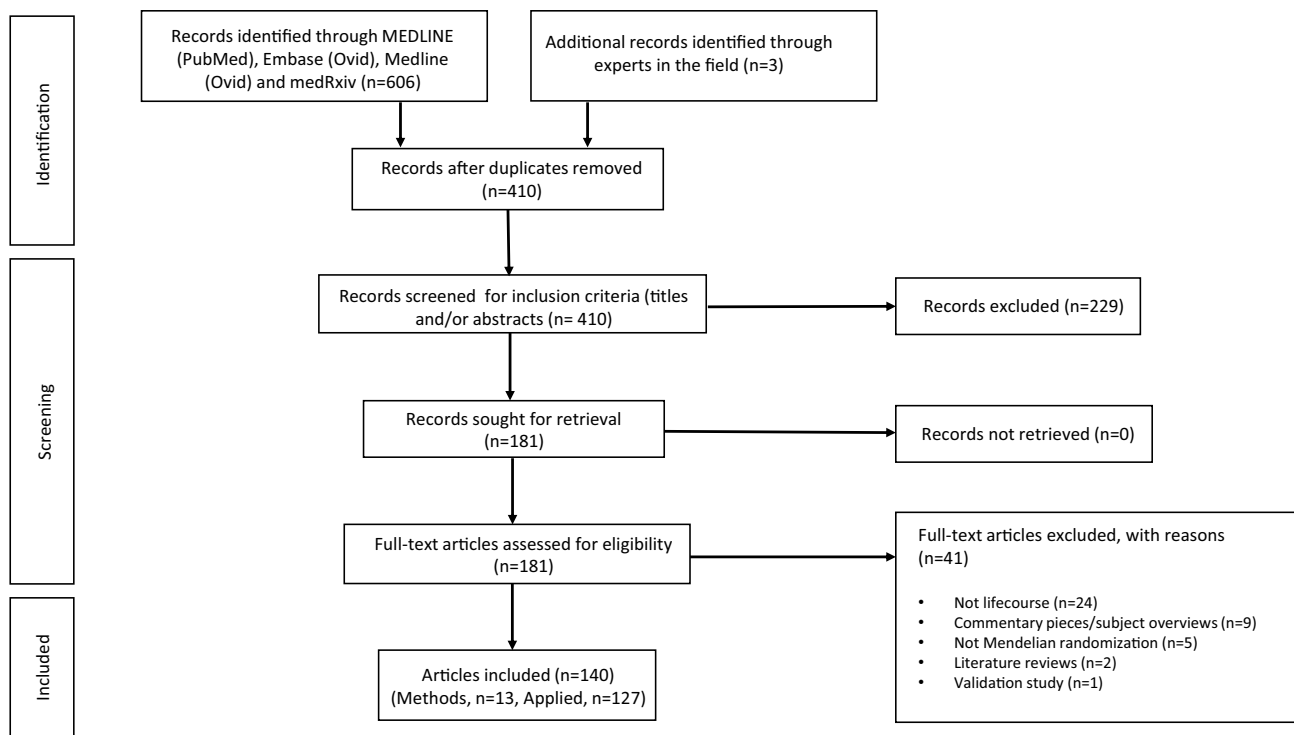 Identification
Records identified through MEDLINE
(PubMed), Embase (Ovid), Medline
(Ovid) and medRxiv (n=606)
Additional records identified through
experts in the field (n=3)
Records after duplicates removed
(n=410)
Screening
Records screened for inclusion criteria (titles
and/or abstracts (n= 410)
Records excluded (n=229)
Records sought for retrieval
(n=181)
Records not retrieved (n=0)
Full-text articles assessed for eligibility
(n=181)
Full-text articles excluded, with reasons
(n=41)
• Not lifecourse (n=24)
• Commentary pieces/subject overviews (n=9)
• Not Mendelian randomization (n=5)
• Literature reviews (n=2)
• Validation study (n=1)
Included
Articles included (n=140)
(Methods, n=13, Applied, n=127)